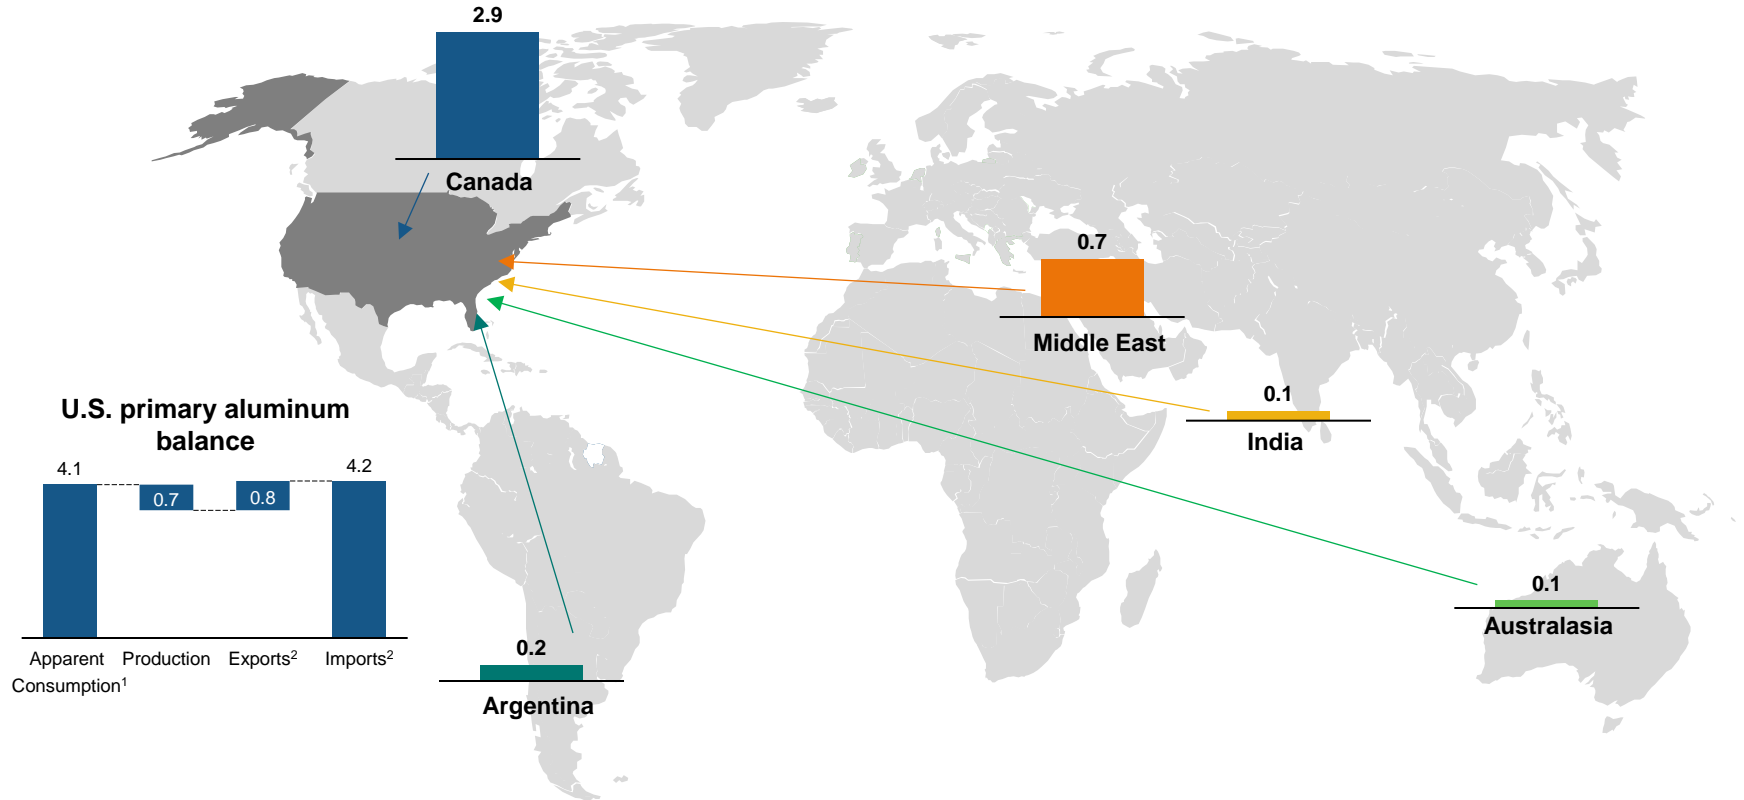 2.9
Canada
0.7
Middle East
0.1
India
0.1
Australasia
0.2
Argentina
U.S. primary aluminum
balance
4.1
0.7
0.8
4.2
Apparent
Consumption¹
Production
Exports²
Imports²